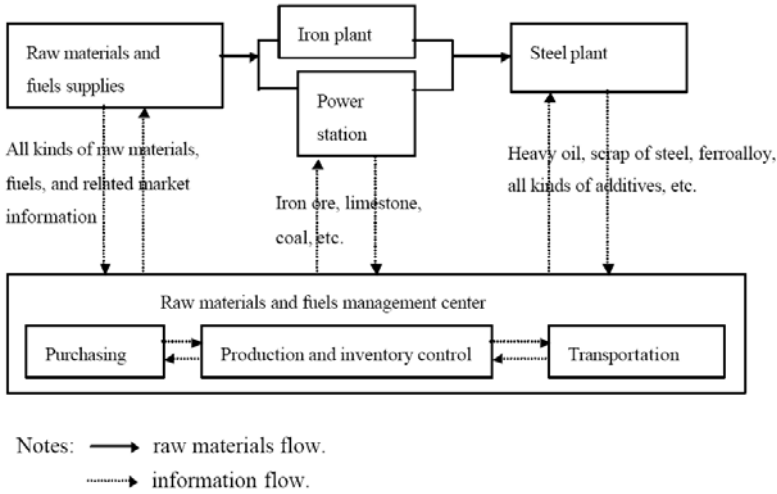 Raw materials and
fuels supplies
Iron plant
Power
station
Steel plant
All kinds of raw materials,
fuels, and related market
information
Iron ore, limestone,
coal, etc.
Heavy oil, scrap of steel, ferroalloy,
all kinds of additives, etc.
Raw materials and fuels management center
Purchasing
Production and inventory control
Transportation
Notes:
raw materials flow.
information flow.